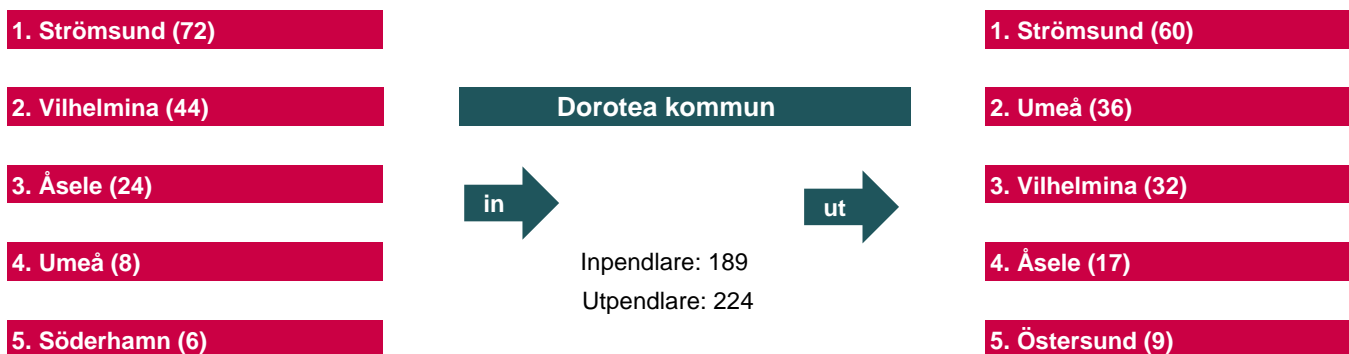 1. Strömsund (72)
2. Vilhelmina (44)
3. Åsele (24)
4. Umeå (8)
5. Söderhamn (6)
Dorotea kommun
in
ut
Inpendlare: 189
Utpendlare: 224
1. Strömsund (60)
2. Umeå (36)
3. Vilhelmina (32)
4. Åsele (17)
5. Östersund (9)